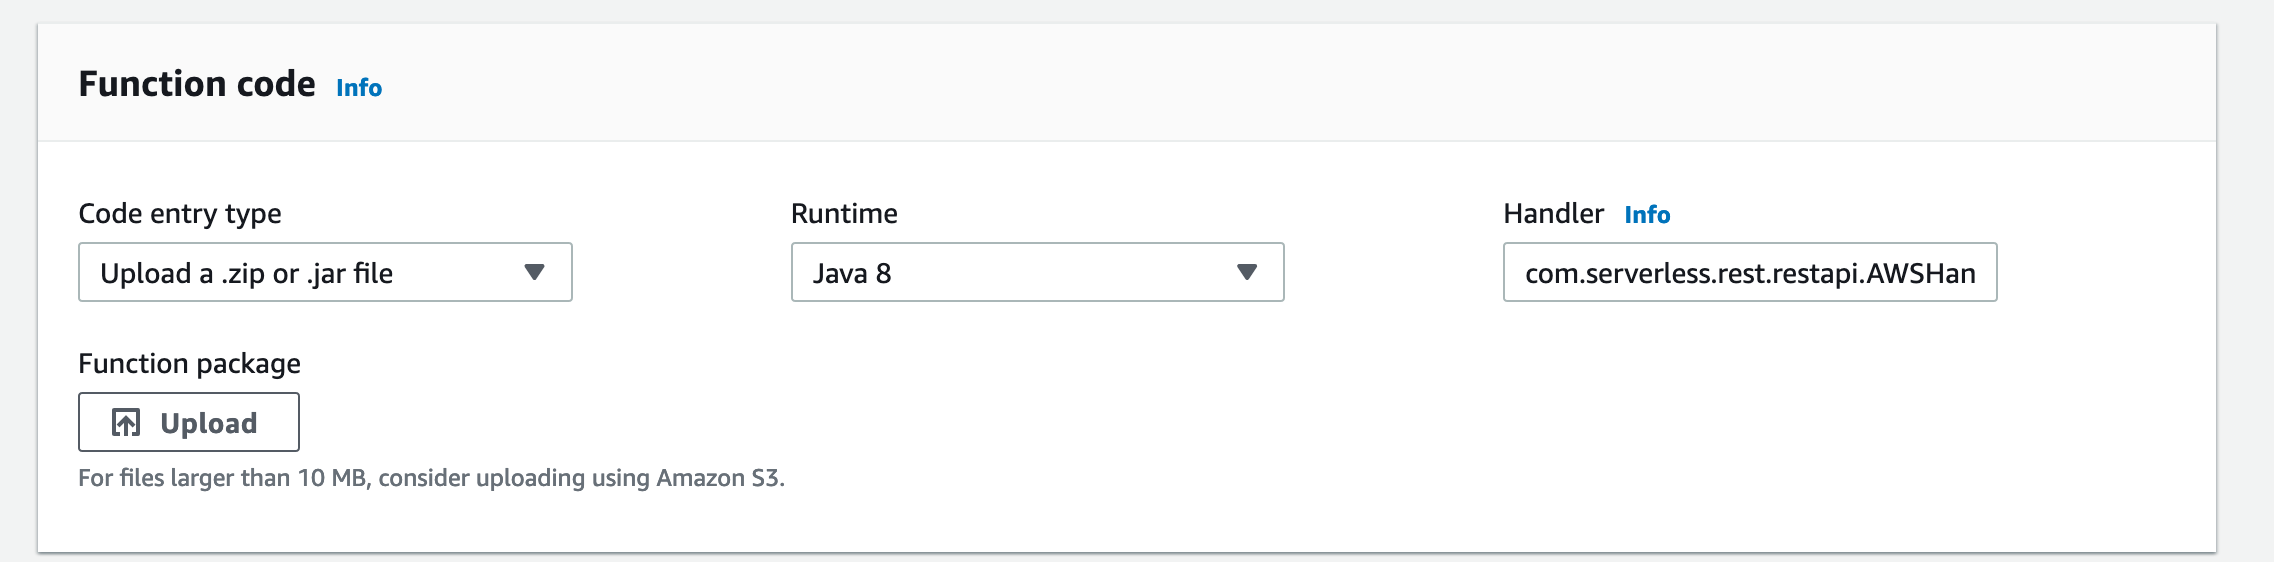 Function code Info
Code entry type
Upload a .zip or .jar file
Runtime
Java 8
Handler Info
com.serverless.rest.restapi.AWSHan
Function package
Upload
For files larger than 10 MB, consider uploading using Amazon S3.